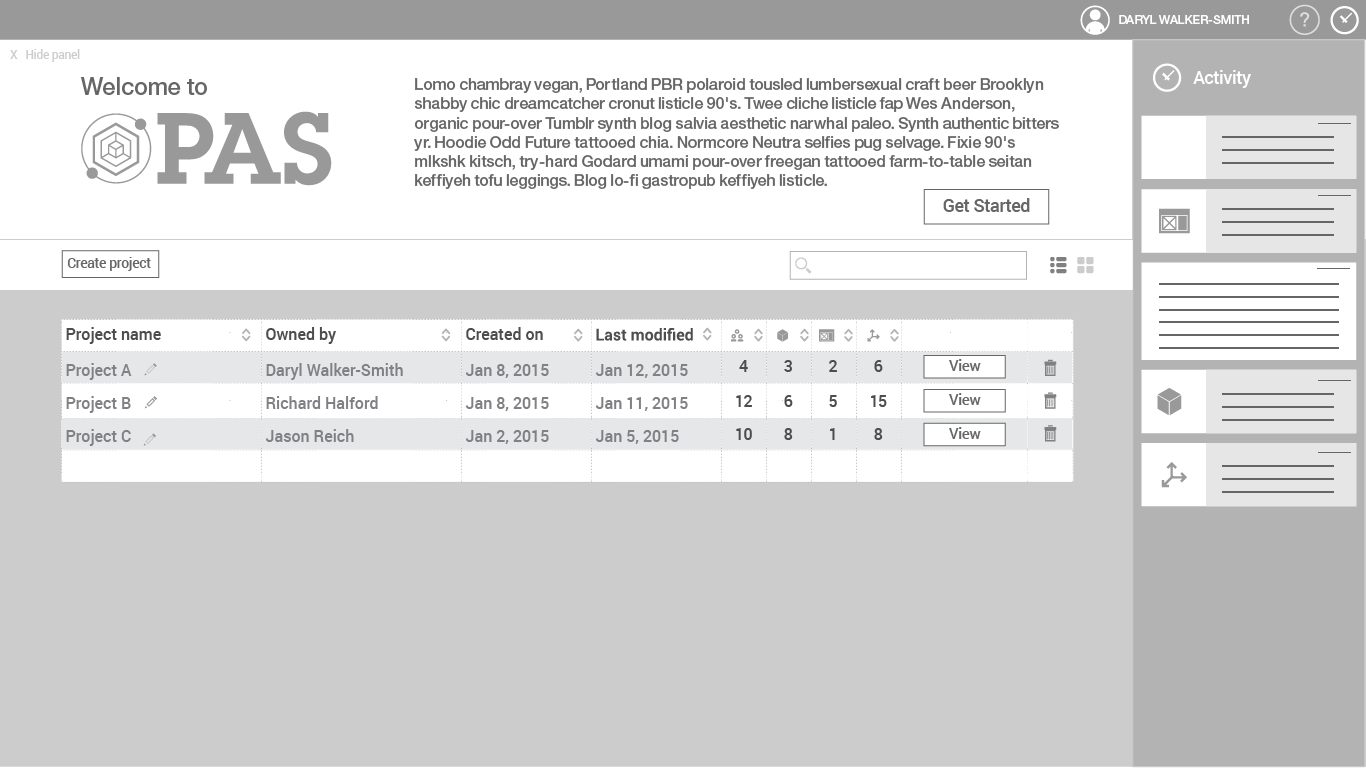 DARYL WALKER-SMITH ?
X Hide panel
Welcome to
PAS
Lomo chambray vegan, Portland PBR polaroid tousled lumbersexual craft beer Brooklyn
shabby chic dreamcatcher cronut listicle 90's. Twee cliche listicle fap Wes Anderson,
organic pour-over Tumblr synth blog salvia aesthetic narwhal paleo. Synth authentic bitters
yr. Hoodie Odd Future tattooed chia. Normcore Neutra selfies pug selvage. Fixie 90's
mlkshk kitsch, try-hard Godard umami pour-over freegan tattooed farm-to-table seitan
keffiyeh tofu leggings. Blog lo-fi gastropub keffiyeh listicle.
Get Started
Create project
Project name Owned by Created on Last modified
Project A Daryl Walker-Smith Jan 8, 2015 Jan 12, 2015 4 3 2 6 View
Project B Richard Halford Jan 8, 2015 Jan 11, 2015 12 6 5 15 View
Project C Jason Reich Jan 2, 2015 Jan 5, 2015 10 8 1 8 View
Activity